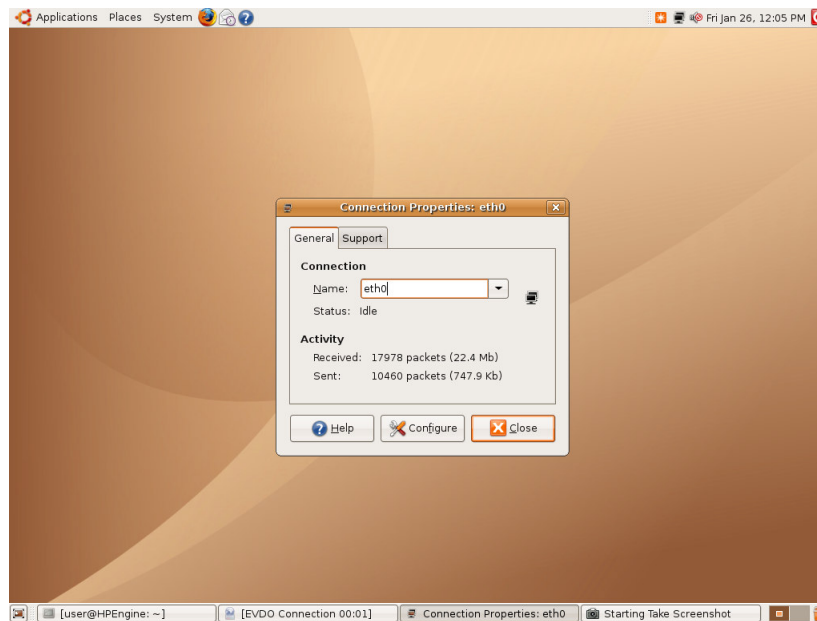 Applications Places System Fri Jan 26, 12:05 PM
Connection Properties: eth0
General Support
Connection
Name: eth0
Status: Idle
Activity
Received: 17978 packets (22.4 Mb)
Sent: 10460 packets (747.9 Kb)
Help Configure Close
[user@HPEngine: ~] [EVDO Connection 00:01] Connection Properties: eth0 Starting Take Screenshot